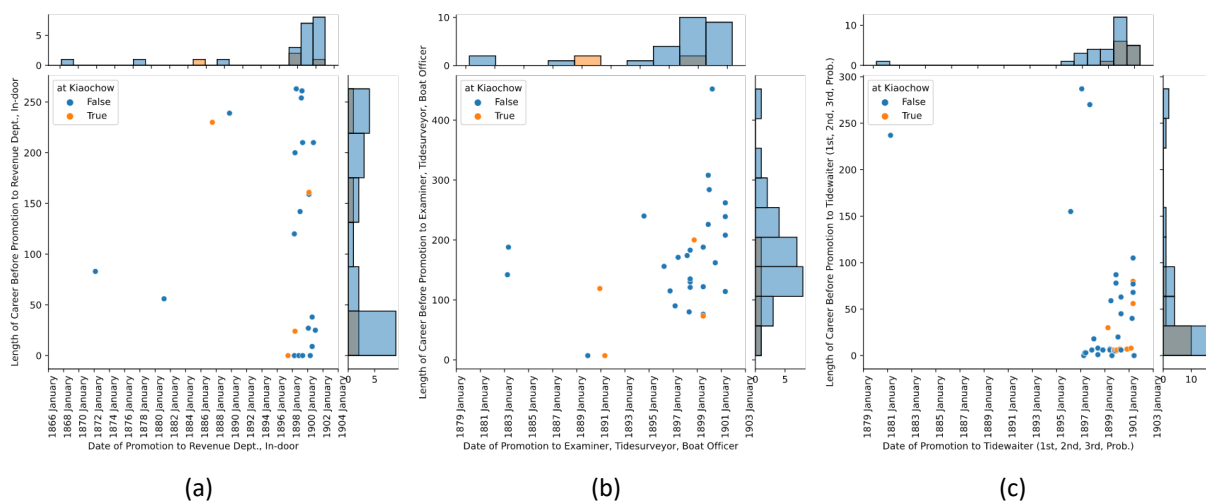 5
0
Length of Career Before Promotion to Revenue Dept., In-door
250
200
150
100
50
0
at Kiaochow
False
True
1866 January
1868 January
1870 January
1872 January
1874 January
1876 January
1878 January
1880 January
1882 January
1884 January
1886 January
1888 January
1890 January
1892 January
1894 January
1896 January
1898 January
1900 January
1902 January
1904 January
Date of Promotion to Revenue Dept., In-door
5
(a)
10
5
0
Length of Career Before Promotion to Examiner, Tidesurveyor, Boat Officer
400
300
200
100
0
at Kiaochow
False
True
1879 January
1881 January
1883 January
1885 January
1887 January
1889 January
1891 January
1893 January
1895 January
1897 January
1899 January
1901 January
1903 January
Date of Promotion to Examiner, Tidesurveyor, Boat Officer
0
5
(b)
10
0
Length of Career Before Promotion to Tidewaiter (1st, 2nd, 3rd, Prob.)
300
250
200
150
100
50
0
at Kiaochow
False
True
1879 January
1881 January
1883 January
1885 January
1887 January
1889 January
1891 January
1893 January
1895 January
1897 January
1899 January
1901 January
1903 January
Date of Promotion to Tidewaiter (1st, 2nd, 3rd, Prob.)
0
10
(c)